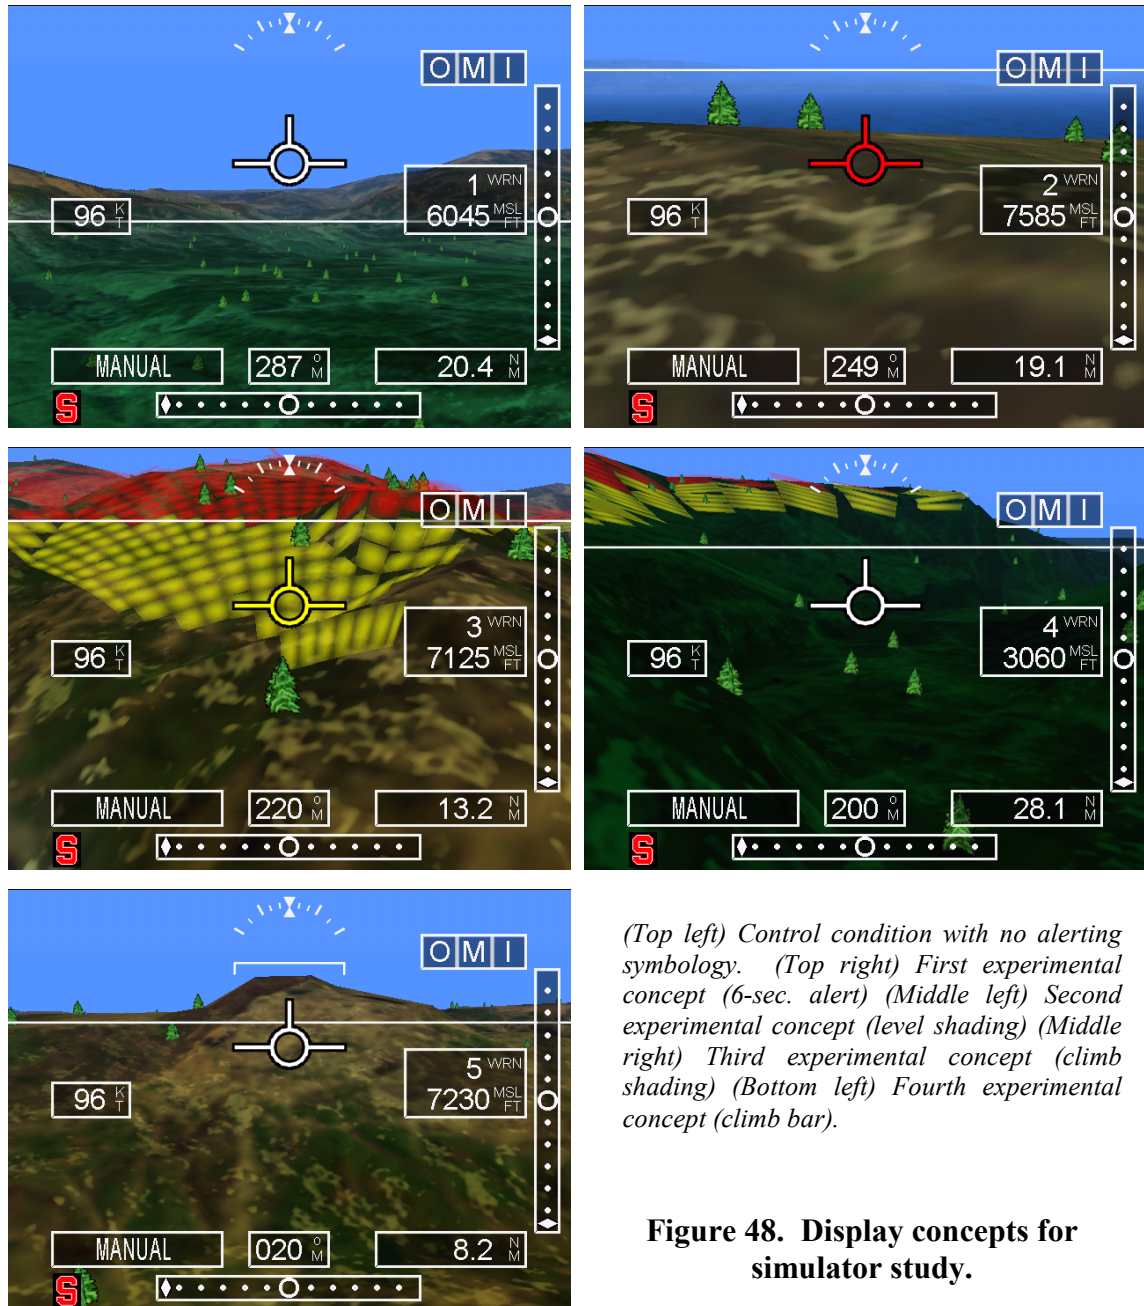 O M I
1 WRN
96 KT
6045 MSL FT
MANUAL
287 O M
20.4 N M
S
O M I
2 WRN
96 KT
7585 MSL FT
MANUAL
249 O M
19.1 N M
S
O M I
3 WRN
96 KT
7125 MSL FT
MANUAL
220 O M
13.2 N M
S
O M I
4 WRN
96 KT
3060 MSL FT
MANUAL
200 O M
28.1 N M
S
O M I
5 WRN
96 KT
7230 MSL FT
MANUAL
020 O M
8.2 N M
S
(Top left) Control condition with no alerting
symbology. (Top right) First experimental
concept (6-sec. alert) (Middle left) Second
experimental concept (level shading) (Middle
right) Third experimental concept (climb
shading) (Bottom left) Fourth experimental
concept (climb bar).
Figure 48. Display concepts for
simulator study.